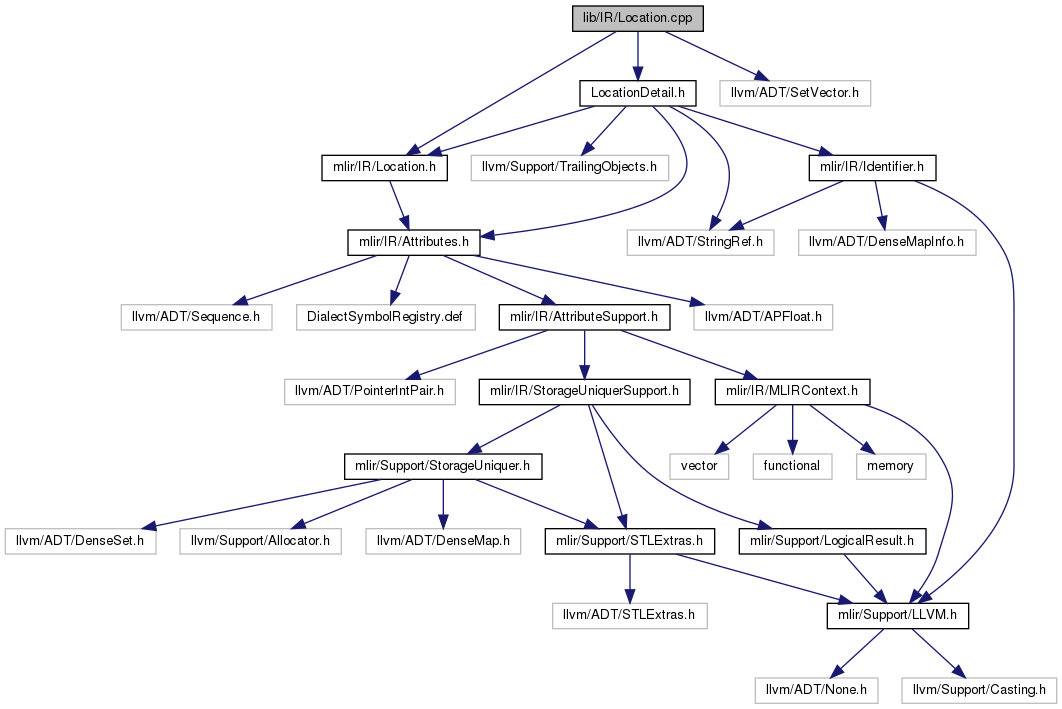 lib/IR/Location.cpp
LocationDetail.h
llvm/ADT/SetVector.h
mlir/IR/Location.h
llvm/Support/TrailingObjects.h
mlir/IR/Identifier.h
mlir/IR/Attributes.h
llvm/ADT/StringRef.h
llvm/ADT/DenseMapInfo.h
llvm/ADT/Sequence.h
DialectSymbolRegistry.def
mlir/IR/AttributeSupport.h
llvm/ADT/APFloat.h
llvm/ADT/PointerIntPair.h
mlir/IR/StorageUniquerSupport.h
mlir/IR/MLIRContext.h
mlir/Support/StorageUniquer.h
vector
functional
memory
llvm/ADT/DenseSet.h
llvm/Support/Allocator.h
llvm/ADT/DenseMap.h
mlir/Support/STLExtras.h
mlir/Support/LogicalResult.h
llvm/ADT/STLExtras.h
mlir/Support/LLVM.h
llvm/ADT/None.h
llvm/Support/Casting.h